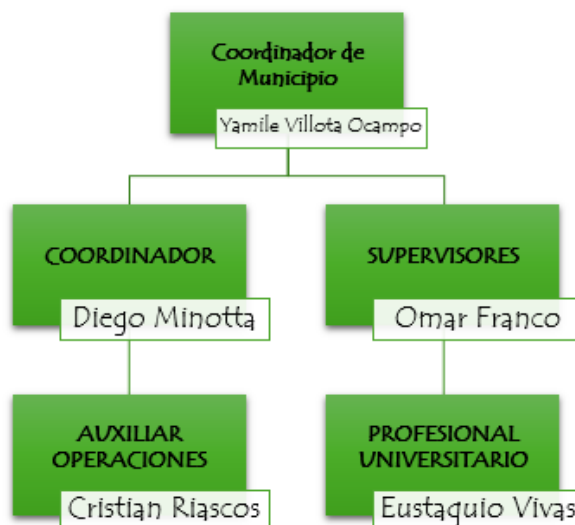 Coordinador de
Municipio
Yamile Villota Ocampo
COORDINADOR
Diego Minotta
SUPERVISORES
Omar Franco
AUXILIAR
OPERACIONES
Cristian Riascos
PROFESIONAL
UNIVERSITARIO
Eustaquio Vivas